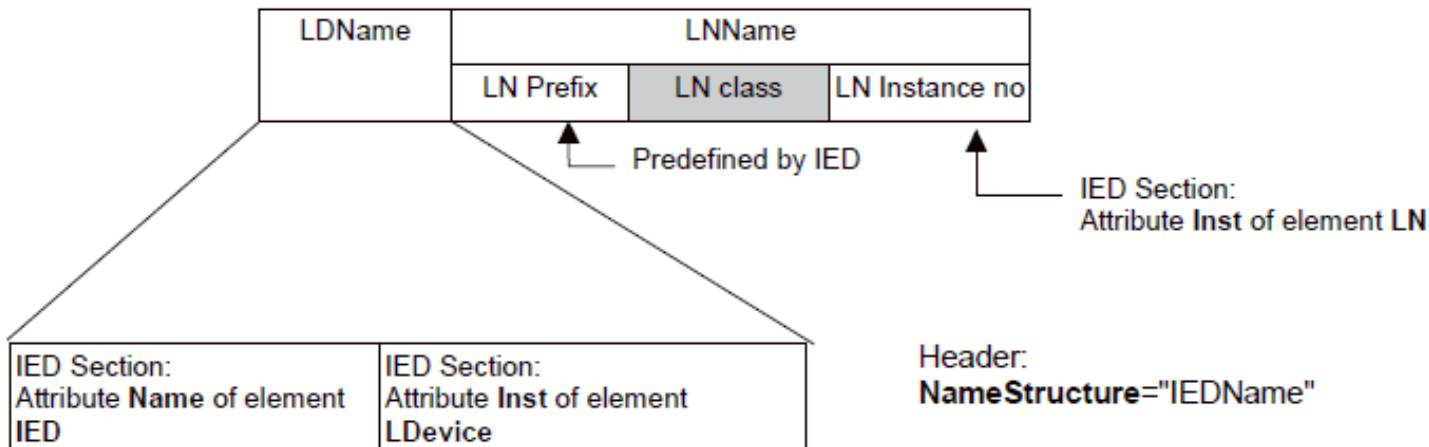 LDName
LNName
LN Prefix
LN class
LN Instance no
Predefined by IED
IED Section:
Attribute Inst of element LN
IED Section:
Attribute Name of element
IED
IED Section:
Attribute Inst of element
LDevice
Header:
NameStructure="IEDName"